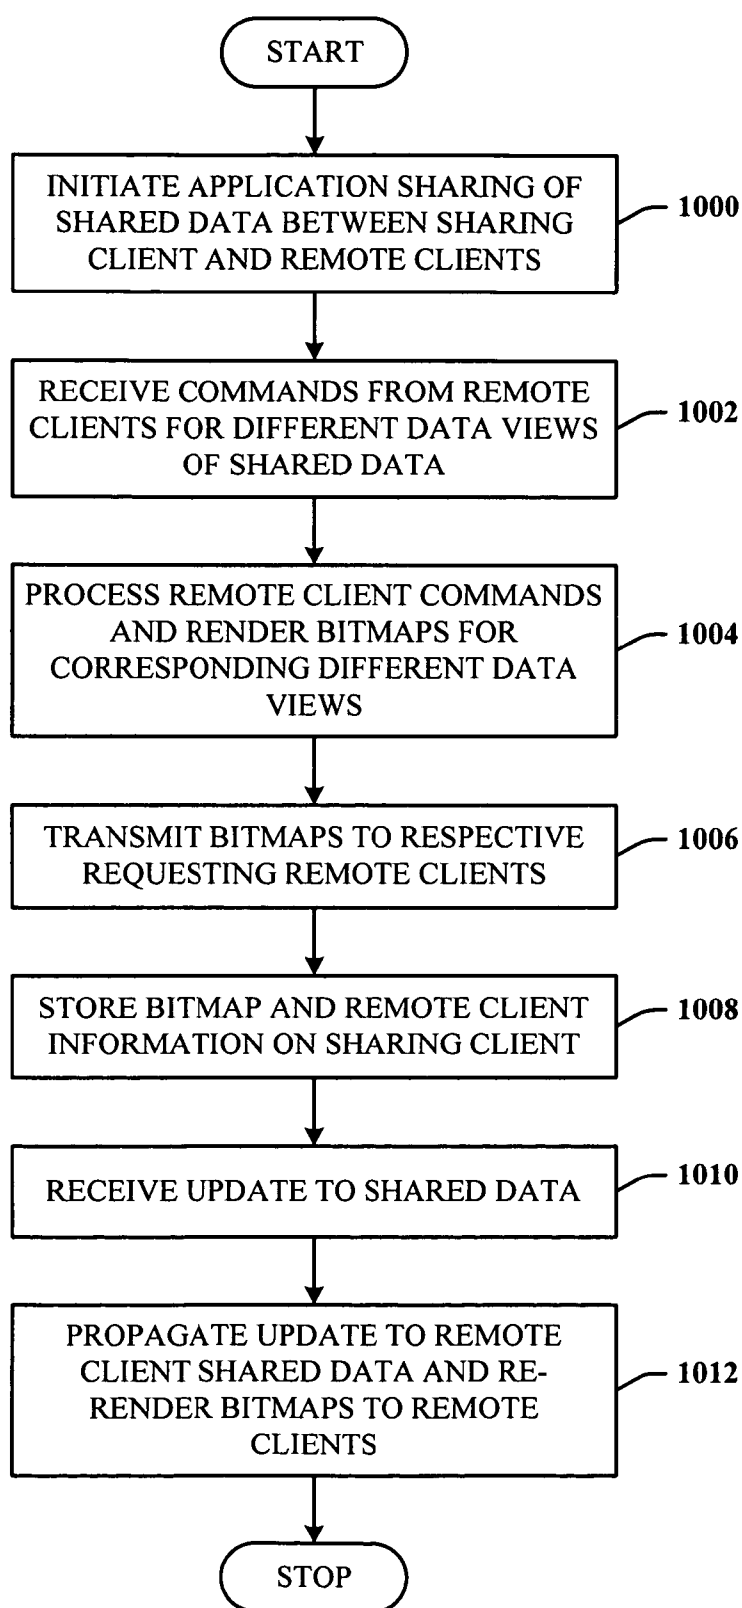 START
INITIATE APPLICATION SHARING OF
SHARED DATA BETWEEN SHARING
CLIENT AND REMOTE CLIENTS
1000
RECEIVE COMMANDS FROM REMOTE
CLIENTS FOR DIFFERENT DATA VIEWS
OF SHARED DATA
1002
PROCESS REMOTE CLIENT COMMANDS
AND RENDER BITMAPS FOR
CORRESPONDING DIFFERENT DATA
VIEWS
1004
TRANSMIT BITMAPS TO RESPECTIVE
REQUESTING REMOTE CLIENTS
1006
STORE BITMAP AND REMOTE CLIENT
INFORMATION ON SHARING CLIENT
1008
RECEIVE UPDATE TO SHARED DATA
1010
PROPAGATE UPDATE TO REMOTE
CLIENT SHARED DATA AND RE-
RENDER BITMAPS TO REMOTE
CLIENTS
1012
STOP